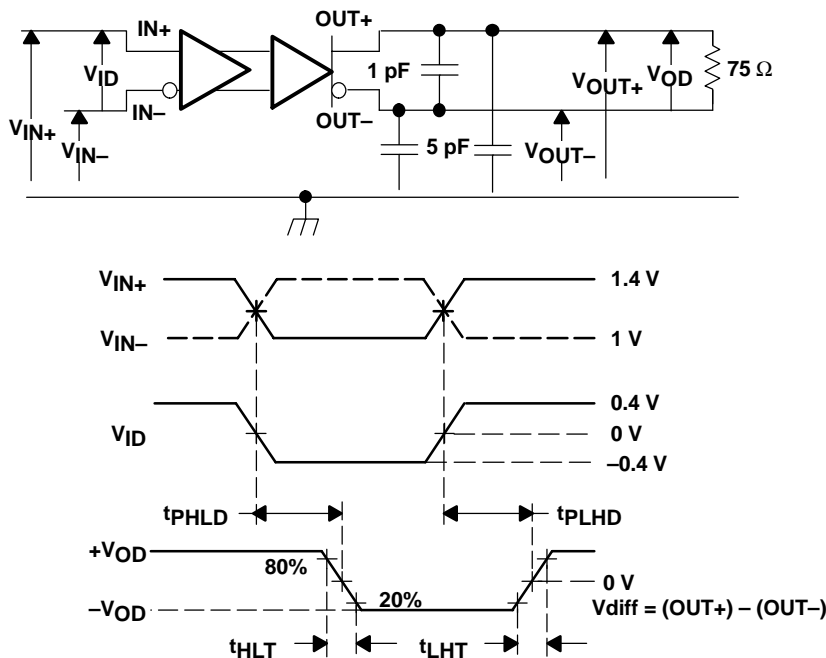 OUT+
IN+
1 pF
75 Ω
VID
VOUT+
VOD
IN–
OUT–
VIN+
VIN–
5 pF
VOUT–
VIN+
1.4 V
VIN–
1 V
0.4 V
VID
0 V
–0.4 V
tPHLD
tPLHD
+VOD
80%
0 V
20%
Vdiff = (OUT+) – (OUT–)
–VOD
tHLT
tLHT